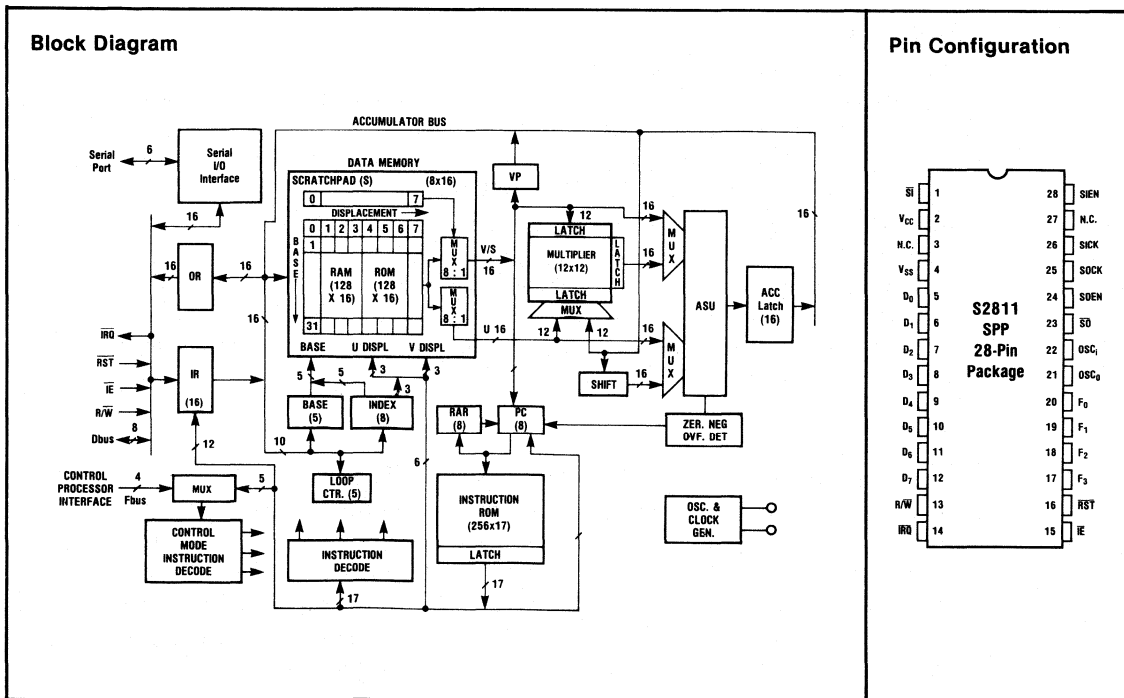 Block Diagram
Pin Configuration
ACCUMULATOR BUS
Serial
Port
6
Serial
I/O
Interface
16
DATA MEMORY
SCRATCHPAD (S) (8x16)
0 7
DISPLACEMENT
0 1 2 3 4 5 6 7
1
BASE
RAM
(128
X 16)
ROM
(128
X 16)
31
MUX
8 : 1
MUX
8 : 1
V/S
16
U 16
BASE U DISPL V DISPL
VP
12
LATCH
MULTIPLIER
(12x12)
LATCH
LATCH
MUX
12
12
16
16
16
16
MUX
MUX
SHIFT
ASU
ACC
Latch
(16)
16
16
OR
16
16
IRQ
RST
IE
R/W
Dbus
8
IR
(16)
12
5
5
3
3
3
BASE
(5)
INDEX
(8)
10
LOOP
CTR. (5)
6
RAR
(8)
PC
(8)
ZER. NEG
OVF. DET
CONTROL
PROCESSOR
INTERFACE
4
Fbus
MUX
5
CONTROL
MODE
INSTRUCTION
DECODE
INSTRUCTION
DECODE
17
INSTRUCTION
ROM
(256x17)
LATCH
17
OSC. &
CLOCK
GEN.
S2811
SPP
28-Pin
Package
S̅I̅ 1 28 SIEN
VCC 2 27 N.C.
N.C. 3 26 SICK
VSS 4 25 SOCK
D0 5 24 SOEN
D1 6 23 S̅O̅
D2 7 22 OSCi
D3 8 21 OSC0
D4 9 20 F0
D5 10 19 F1
D6 11 18 F2
D7 12 17 F3
R/W̅ 13 16 R̅S̅T̅
I̅R̅Q̅ 14 15 I̅E̅